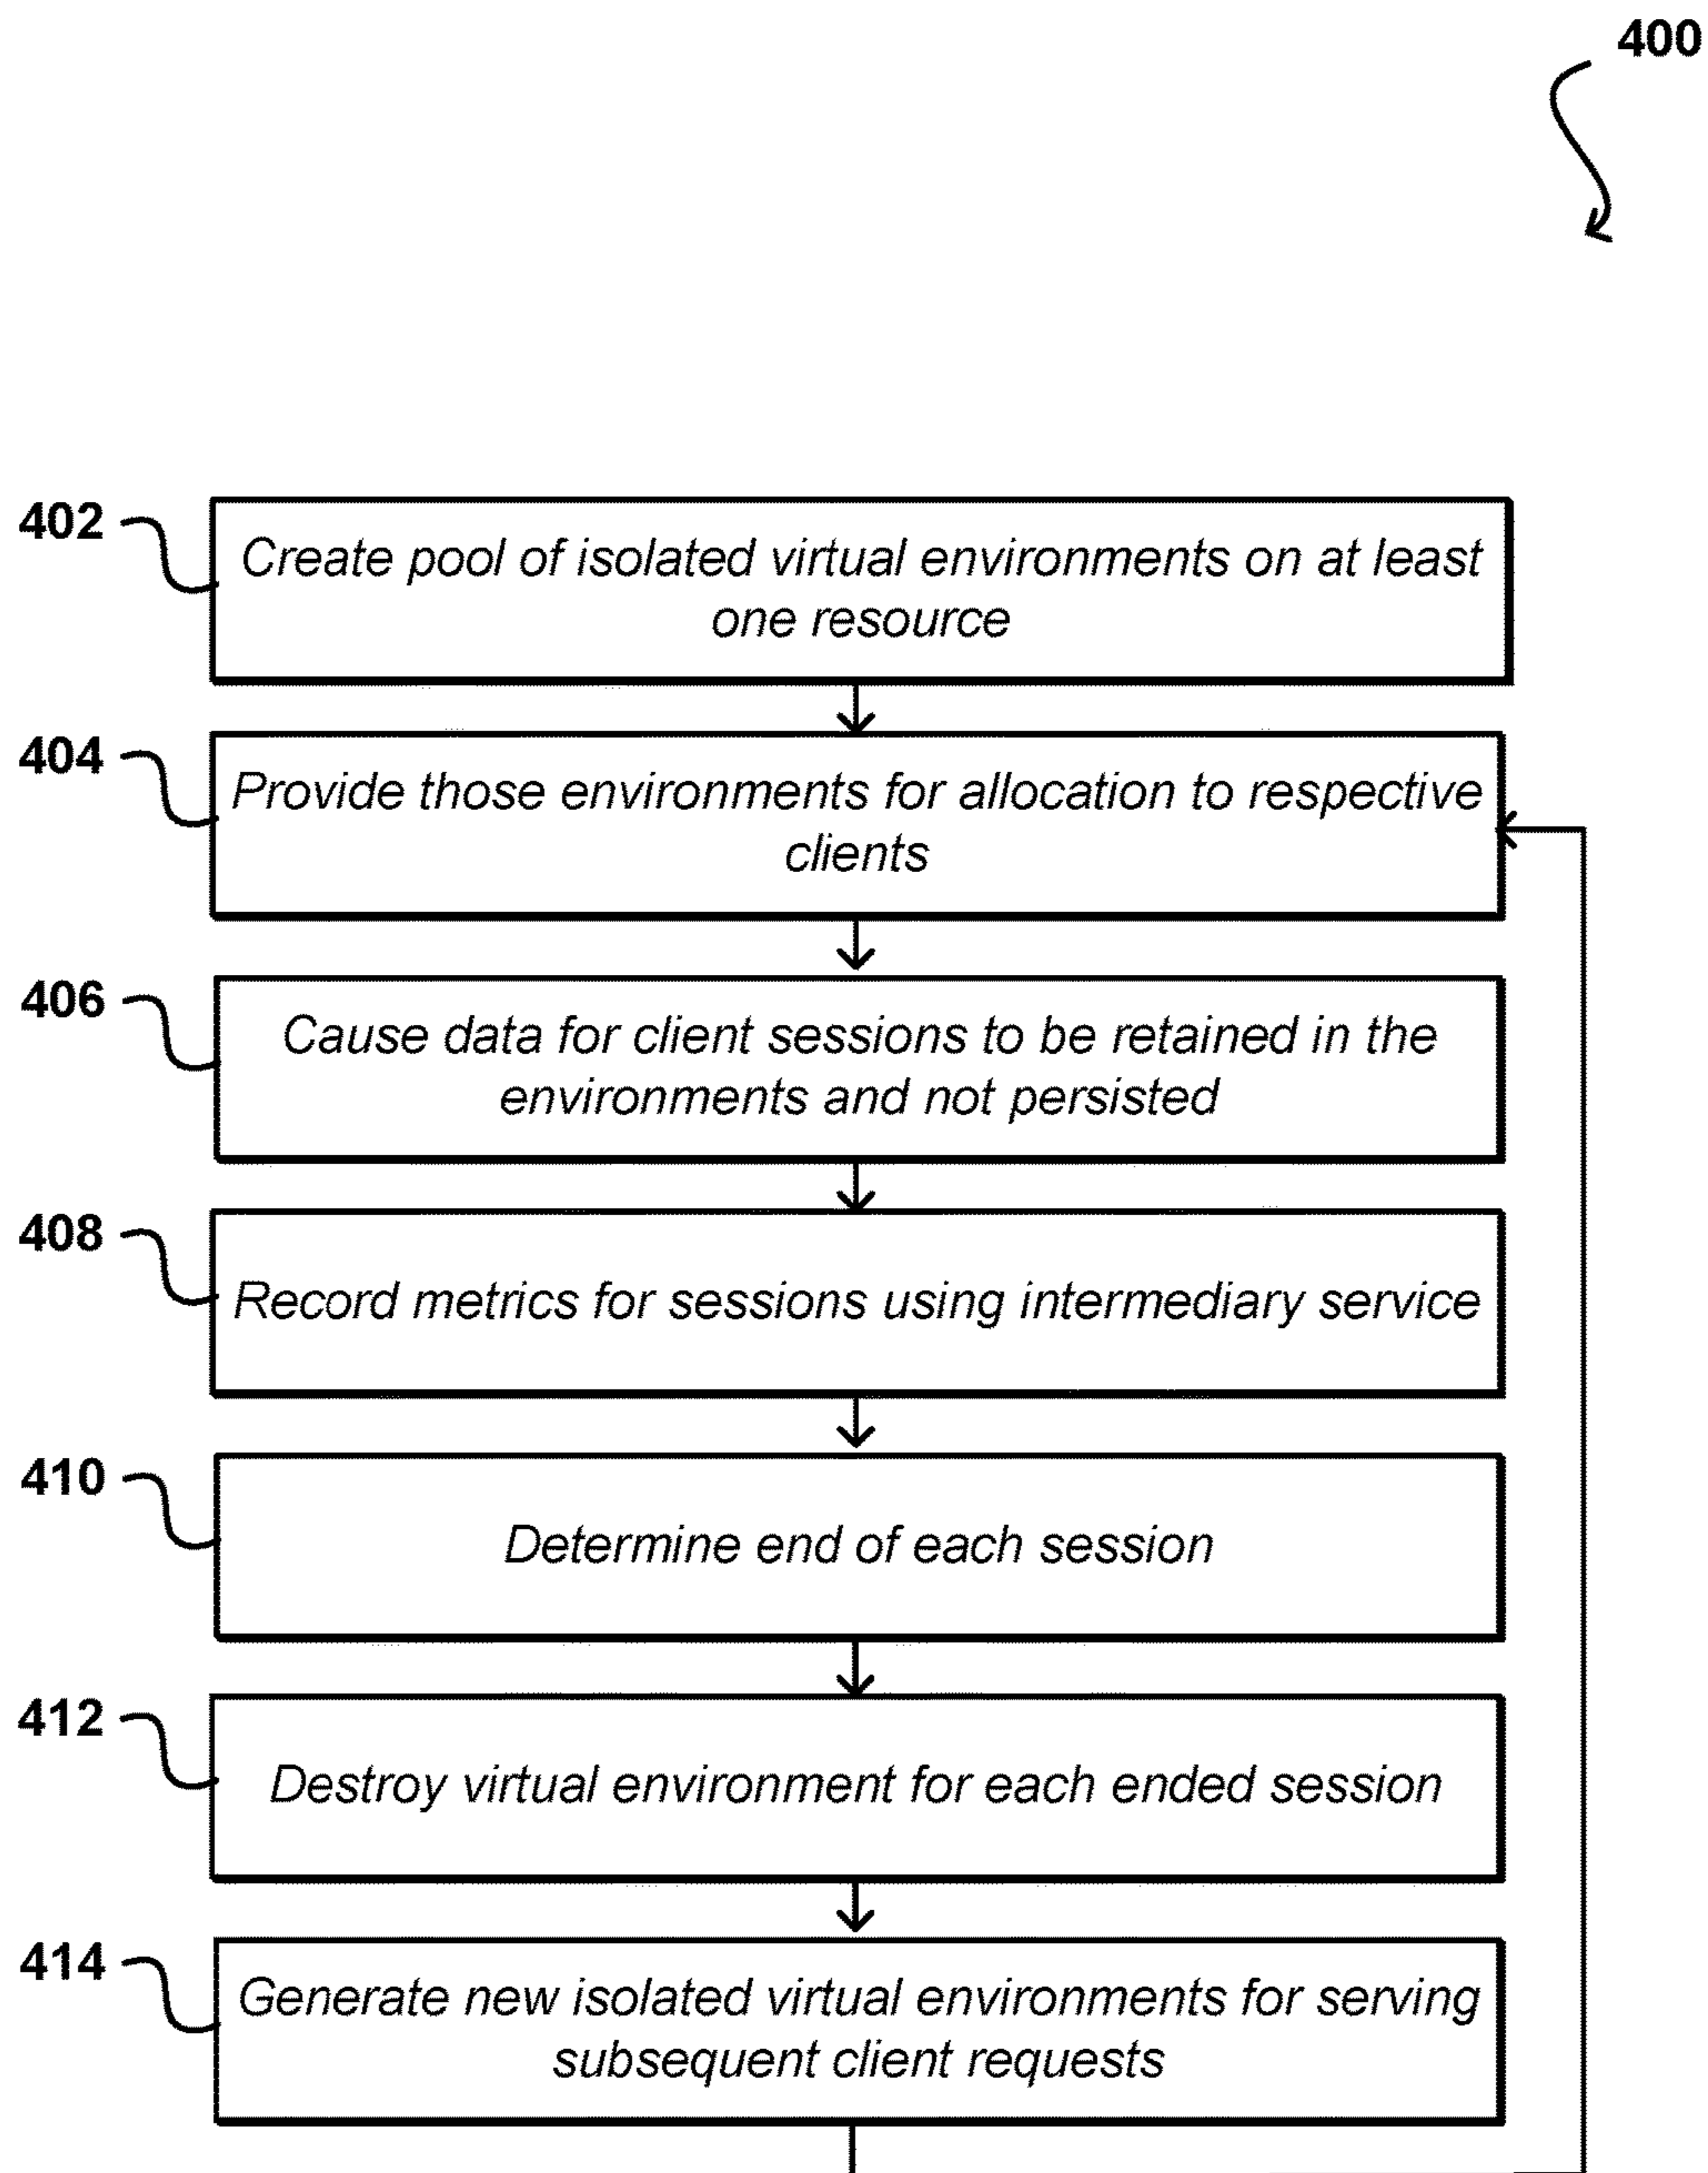 400
402
Create pool of isolated virtual environments on at least
one resource
404
Provide those environments for allocation to respective
clients
406
Cause data for client sessions to be retained in the
environments and not persisted
408
Record metrics for sessions using intermediary service
410
Determine end of each session
412
Destroy virtual environment for each ended session
414
Generate new isolated virtual environments for serving
subsequent client requests